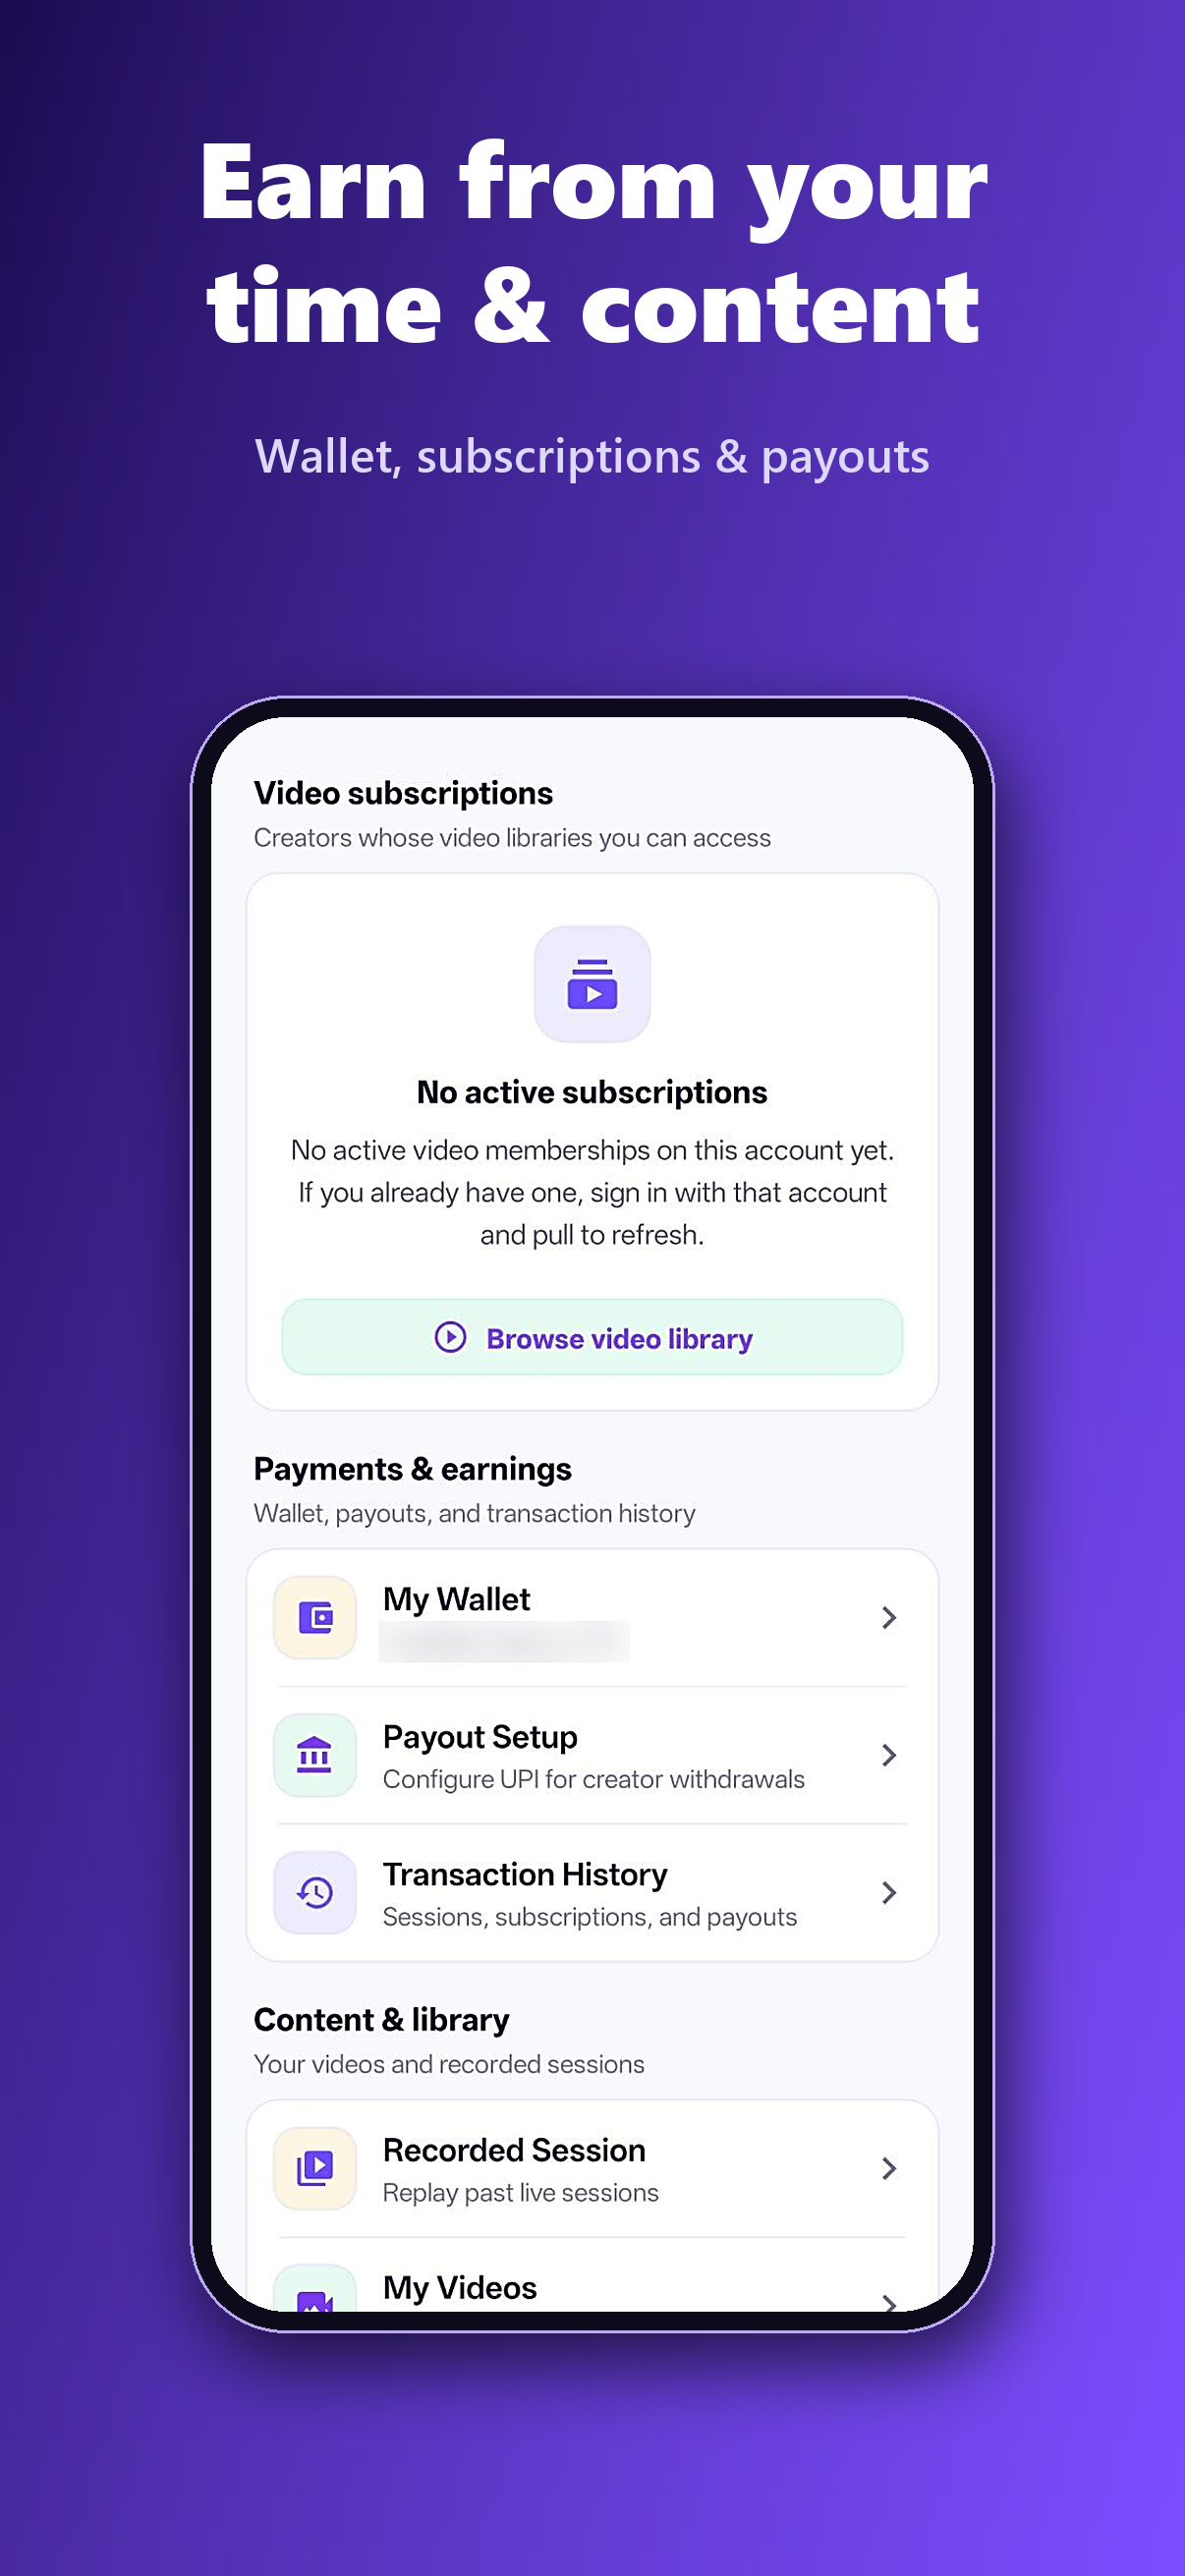 Earn from your
time & content
Wallet, subscriptions & payouts
Video subscriptions
Creators whose video libraries you can access
No active subscriptions
No active video memberships on this account yet.
If you already have one, sign in with that account
and pull to refresh.
Browse video library
Payments & earnings
Wallet, payouts, and transaction history
My Wallet
Payout Setup
Configure UPI for creator withdrawals
Transaction History
Sessions, subscriptions, and payouts
Content & library
Your videos and recorded sessions
Recorded Session
Replay past live sessions
My Videos